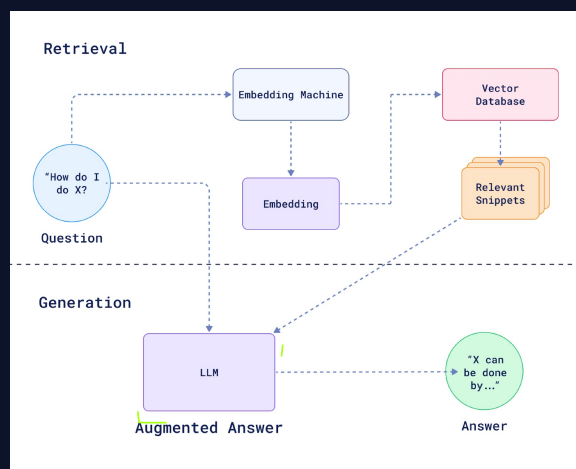 Retrieval
Embedding Machine
Vector
Database
“How do I
do X?
Embedding
Relevant
Snippets
Question
Generation
LLM
“X can
be done
by...”
Augmented Answer
Answer